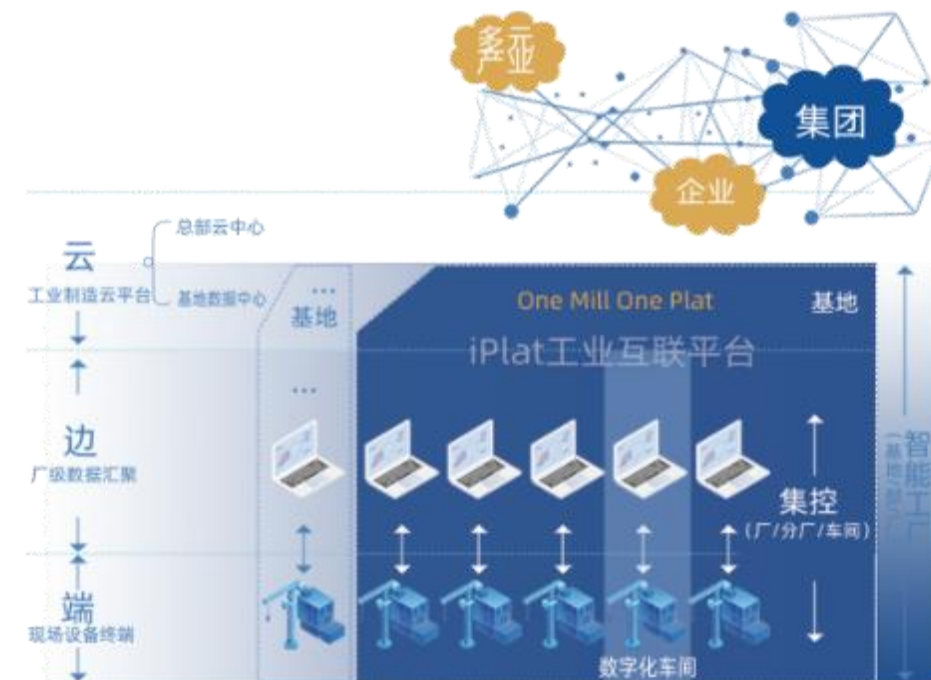 多元
产业
集团
企业
云
工业制造云平台
总部云中心
基地数据中心
...
基地
One Mill One Plat
基地
iPlat工业互联平台
...
边
厂级数据汇聚
集控
(厂/分厂/车间)
智能工厂
端
现场设备终端
数字化车间